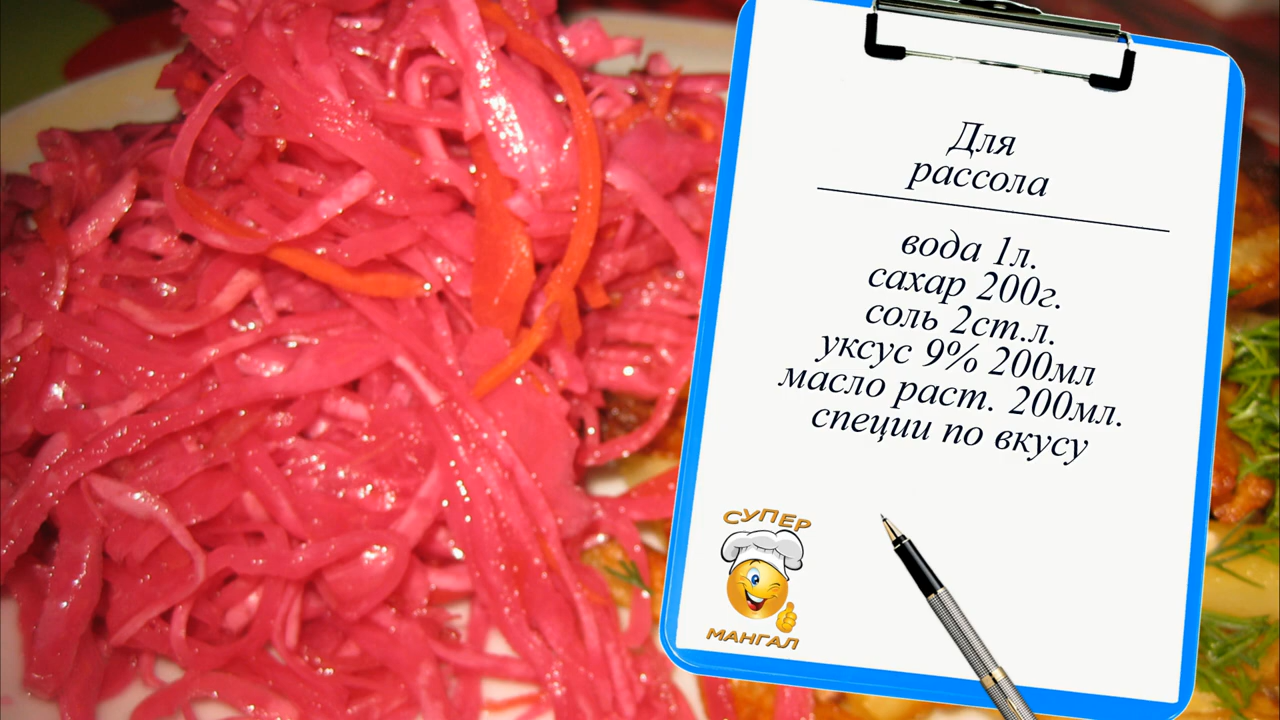 Для
рассола
вода 1л.
сахар 200г.
соль 2ст.л.
уксус 9% 200мл
масло раст. 200мл.
специи по вкусу
СУПЕР
МАНГАЛ